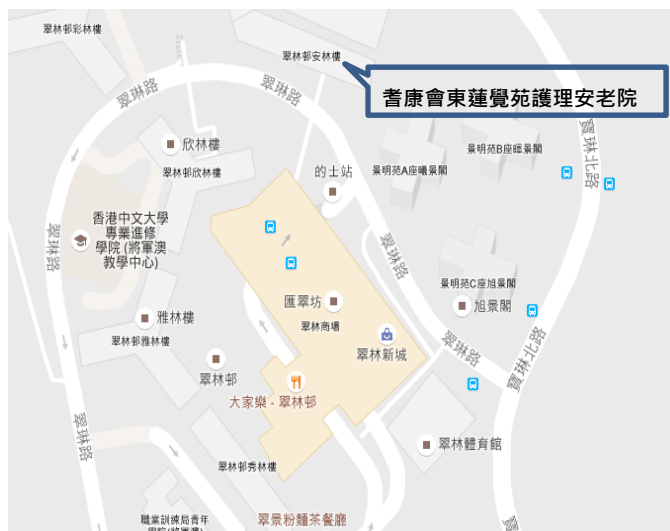 翠林邨彩林樓
翠林邨安林樓
耆康會東蓮覺苑護理安老院
翠琳路
翠琳路
寶琳北路
欣林樓
翠林邨欣林樓
的士站
景明苑A座曦景閣
景明苑B座暉景閣
香港中文大學
專業進修
學院 (將軍澳
教學中心)
翠琳路
翠琳路
景明苑C座旭景閣
旭景閣
匯翠坊
翠林商場
雅林樓
翠林邨雅林樓
翠林新城
翠琳路
寶琳北路
翠林邨
大家樂 - 翠林邨
翠琳路
翠林體育館
翠林邨秀林樓
職業訓練局青年
翠景粉麵茶餐廳
寶琳北路